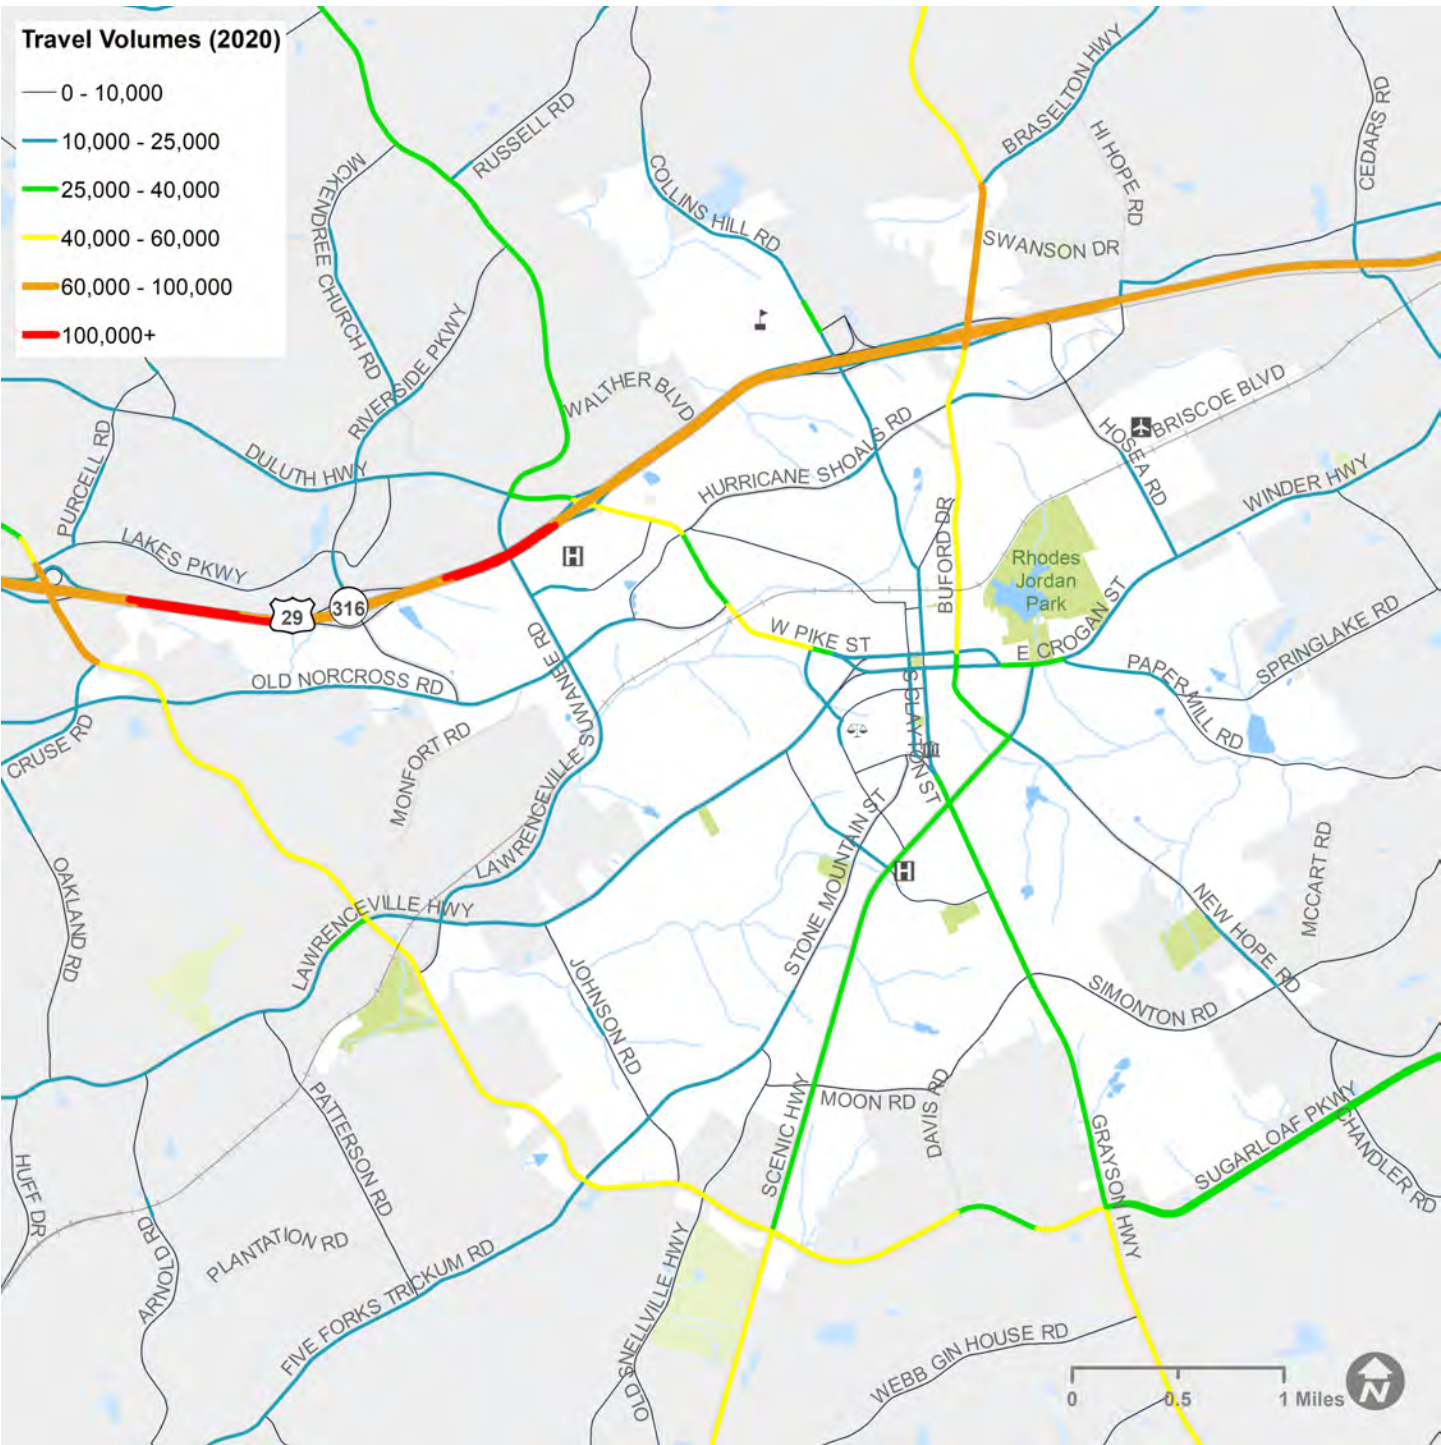 Travel Volumes (2020)
0 - 10,000
10,000 - 25,000
25,000 - 40,000
40,000 - 60,000
60,000 - 100,000
100,000+
RUSSELL RD
BRASELTON HWY
HI HOPE RD
CEDARS RD
MCKENDREE CHURCH RD
COLLINS HILL RD
SWANSON DR
RIVERSIDE PKWY
WALTHER BLVD
BRISCOE BLVD
HOSEA RD
PURCELL RD
DULUTH HWY
HURRICANE SHOALS RD
WINDER HWY
LAKES PKWY
BUFORD DR
Rhodes
Jordan
Park
H
29
316
W PIKE ST
E CROGAN ST
SPRINGLAKE RD
OLD NORCROSS RD
PAPER MILL RD
S CLAYTON ST
CRUSE RD
MONFORT RD
LAWRENCEVILLE SUWANEE RD
STONE MOUNTAIN ST
H
OAKLAND RD
LAWRENCEVILLE HWY
MCCART RD
NEW HOPE RD
JOHNSON RD
SIMONTON RD
MOON RD
DAVIS RD
SCENIC HWY
PATTERSON RD
GRAYSON HWY
SUGARLOAF PKWY
CHANDLER RD
HUFF DR
ARNOLD RD
PLANTATION RD
FIVE FORKS TRICKUM RD
OLD SNELLVILLE HWY
WEBB GIN HOUSE RD
0 0.5 1 Miles
N